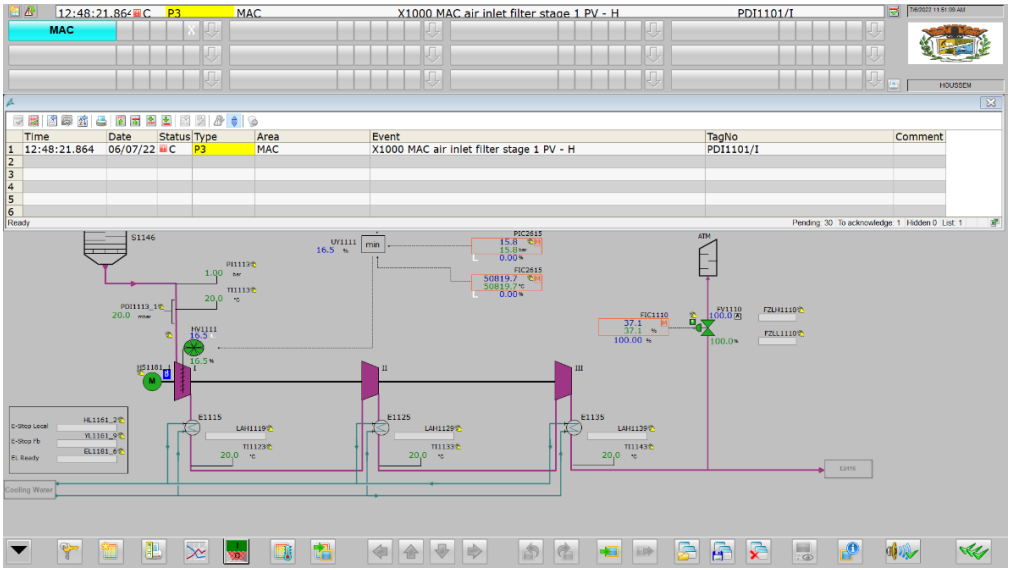 12:48:21.864 C P3 MAC X1000 MAC air inlet filter stage 1 PV - H PDI1101/I
7/6/2022 11:51:09 AM
MAC
HOUSSEM
Time Date Status Type Area Event TagNo Comment
1 12:48:21.864 06/07/22 C P3 MAC X1000 MAC air inlet filter stage 1 PV - H PDI1101/I
2
3
4
5
6
Ready Pending: 30 To acknowledge: 1 Hidden 0 List: 1
S1146
UY1111
16.5 %
min
PIC2615
15.8 M
15.8 bar
L 0.00 %
FIC2615
50819.7 M
50819.7 °C
L 0.00 %
ATM
PI1113
1.00 bar
TI1113
20.0 °C
PDI1113_1
20.0 mbar
HV1111
16.5
16.5 %
FIC1110
37.1 M
37.1 %
100.00 %
FV1110
100.0 A
100.0 %
FZLH1110
FZLL1110
HS1181_1
M
I
II
III
E1115
LAH1119
TI1123
20.0 °C
E1125
LAH1129
TI1133
20.0 °C
E1135
LAH1139
TI1143
20.0 °C
E-Stop Local HL1161_2
E-Stop Pb YL1161_9
EL Ready EL1181_6
Cooling Water
E2416